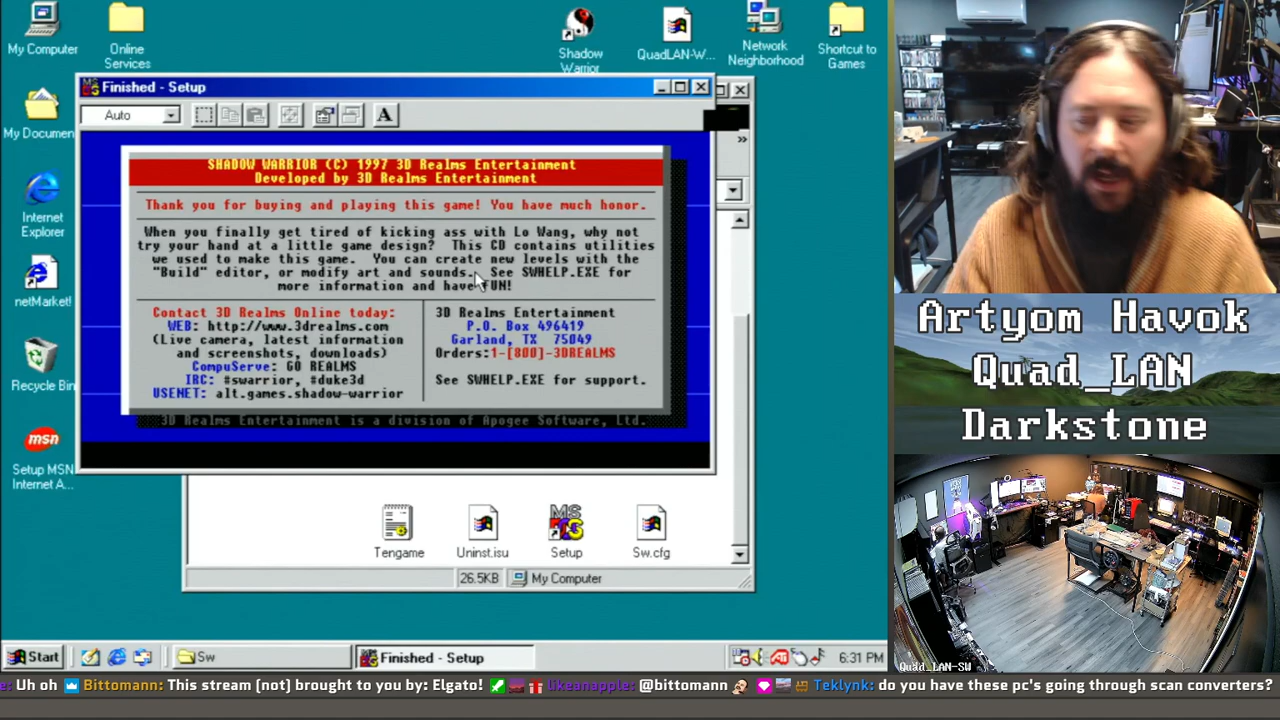 My Computer
Online
Services
Shadow
Warrior
QuadLAN-W...
Network
Neighborhood
Shortcut to
Games
Finished - Setup
Auto
A
My Documen
SHADOW WARRIOR (C) 1997 3D Realms Entertainment
Developed by 3D Realms Entertainment
Thank you for buying and playing this game! You have much honor.
When you finally get tired of kicking ass with Lo Wang, why not
try your hand at a little game design? This CD contains utilities
we used to make this game. You can create new levels with the
"Build" editor, or modify art and sounds. See SWHELP.EXE for
more information and have FUN!
Contact 3D Realms Online today:
WEB: http://www.3drealms.com
(Live camera, latest information
and screenshots, downloads)
CompuServe: GO REALMS
IRC: #swarrior, #duke3d
USENET: alt.games.shadow-warrior
3D Realms Entertainment
P.O. Box 496419
Garland, TX 75049
Orders:1-[800]-3DREALMS
See SWHELP.EXE for support.
3D Realms Entertainment is a division of Apogee Software, Ltd.
Internet
Explorer
netMarket!
Recycle Bin
msn
Setup MSN
Internet A...
Tengame
Uninst.isu
Setup
Sw.cfg
26.5KB
My Computer
Start
Sw
Finished - Setup
6:31 PM
Artyom Havok
Quad_LAN
Darkstone
Quad_LAN-SW
e: Uh oh Bittomann: This stream [not] brought to you by: Elgato! likeanapple: @bittomann Teklynk: do you have these pc's going through scan converters?